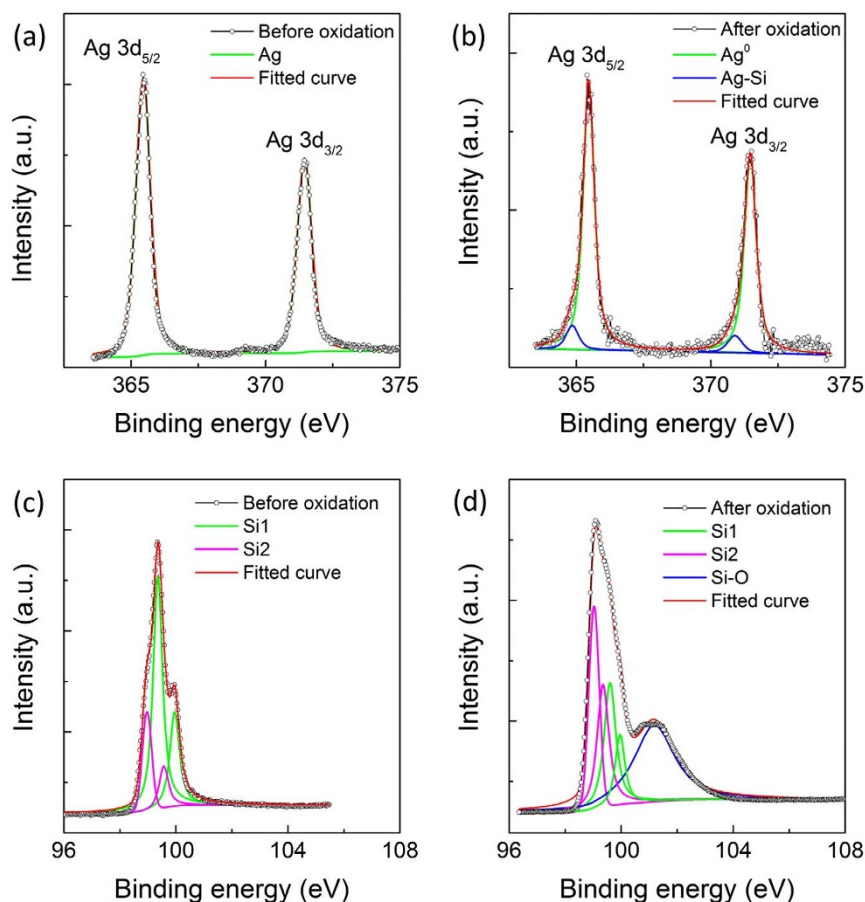 (a)
Ag 3d5/2
Before oxidation
Ag
Fitted curve
Ag 3d3/2
Intensity (a.u.)
365
370
375
Binding energy (eV)
(b)
Ag 3d5/2
After oxidation
Ag⁰
Ag-Si
Fitted curve
Ag 3d3/2
Intensity (a.u.)
365
370
375
Binding energy (eV)
(c)
Before oxidation
Si1
Si2
Fitted curve
Intensity (a.u.)
96
100
104
108
Binding energy (eV)
(d)
After oxidation
Si1
Si2
Si-O
Fitted curve
Intensity (a.u.)
96
100
104
108
Binding energy (eV)